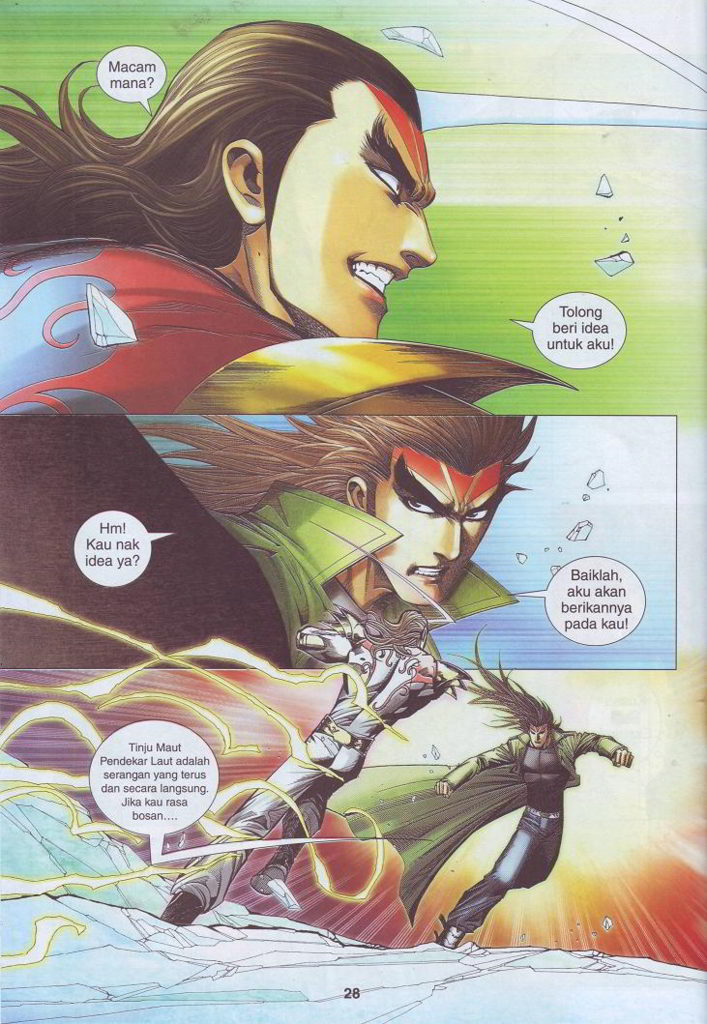 Macam
mana?
Tolong
beri idea
untuk aku!
Hm!
Kau nak
idea ya?
Baiklah,
aku akan
berikannya
pada kau!
Tinju Maut
Pendekar Laut adalah
serangan yang terus
dan secara langsung.
Jika kau rasa
bosan....
28